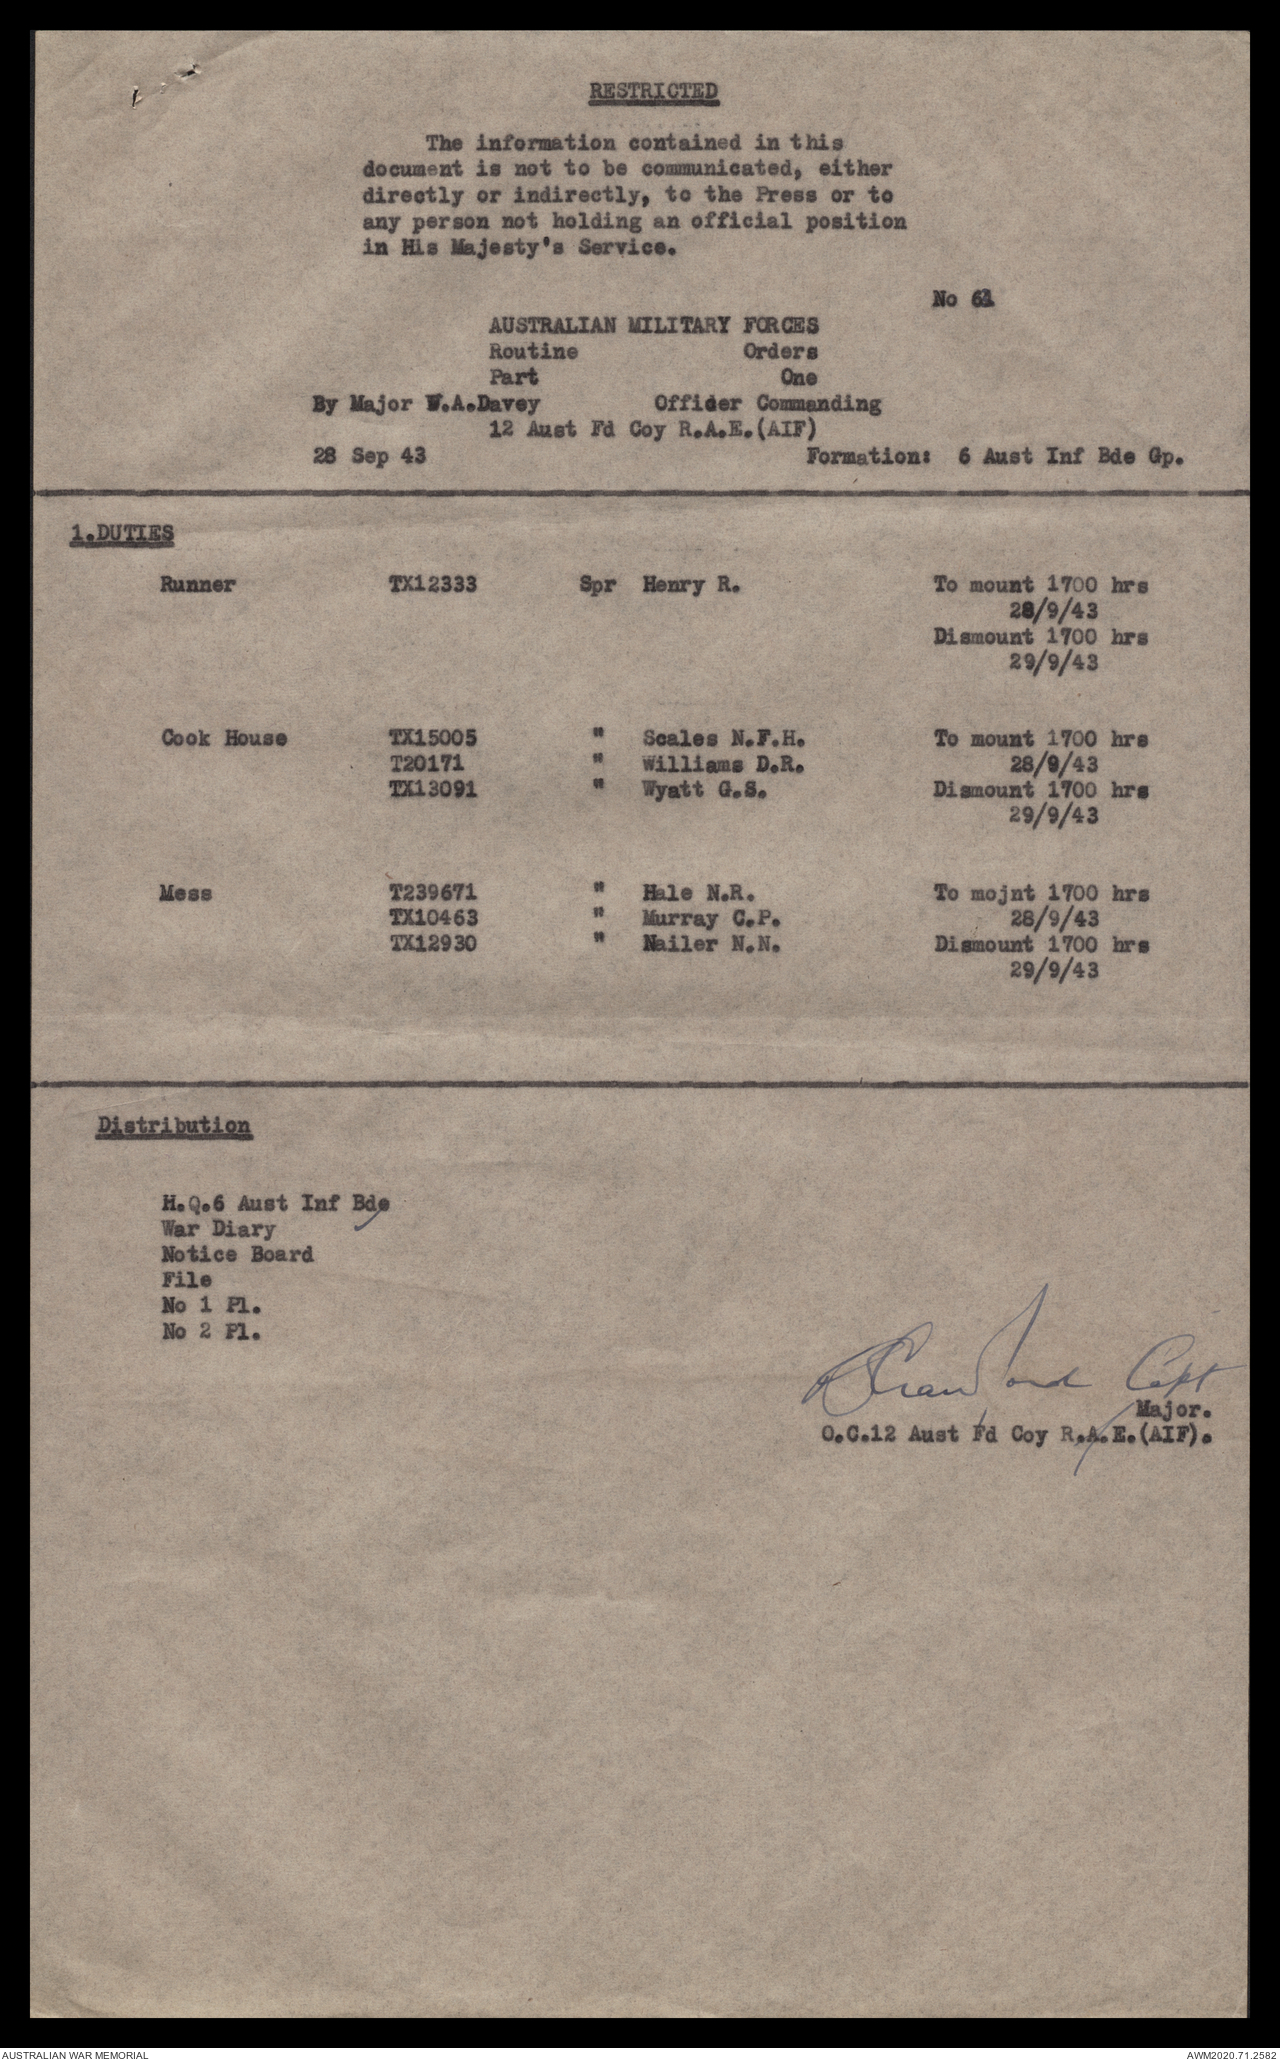 RESTRICTED
The information contained in this
document is not to be communicated, either
directly or indirectly, to the Press or to
any person not holding an official position
in His Majesty's Service.
No
AUSTRALIAN MILITARY FORCES
Routine Orders
Part One
By Major W.A.Davey Offider Commanding
12 Aust Fd Coy R.A.E.(AIF)
28 Sep 43 Formation: 6 Aust Inf Bde Gp.
1.DUTIES
Runner TX12333 Spr Henry R. To mount 1700 hrs
28/9/43
Dismount 1700 hrs
29/9/43
Cook House TX15005 " Scales N.F.H. To mount 1700 hrs
T20171 " Williams D.R. 28/9/43
TX13091 " Wyatt G.S. Dismount 1700 hrs
29/9/43
Mess T239671 " Hale N.R. To mojnt 1700 hrs
TX10463 " Murray C.P. 28/9/43
TX12930 " Nailer N.N. Dismount 1700 hrs
29/9/43
Distribution
H.Q.6 Aust Inf Bde
War Diary
Notice Board
File
No 1 Pl.
No 2 Pl.
Crawford Capt
Major.
O.C.12 Aust Fd Coy R.A.E.(AIF).
AUSTRALIAN WAR MEMORIAL AWM2020.71.2582